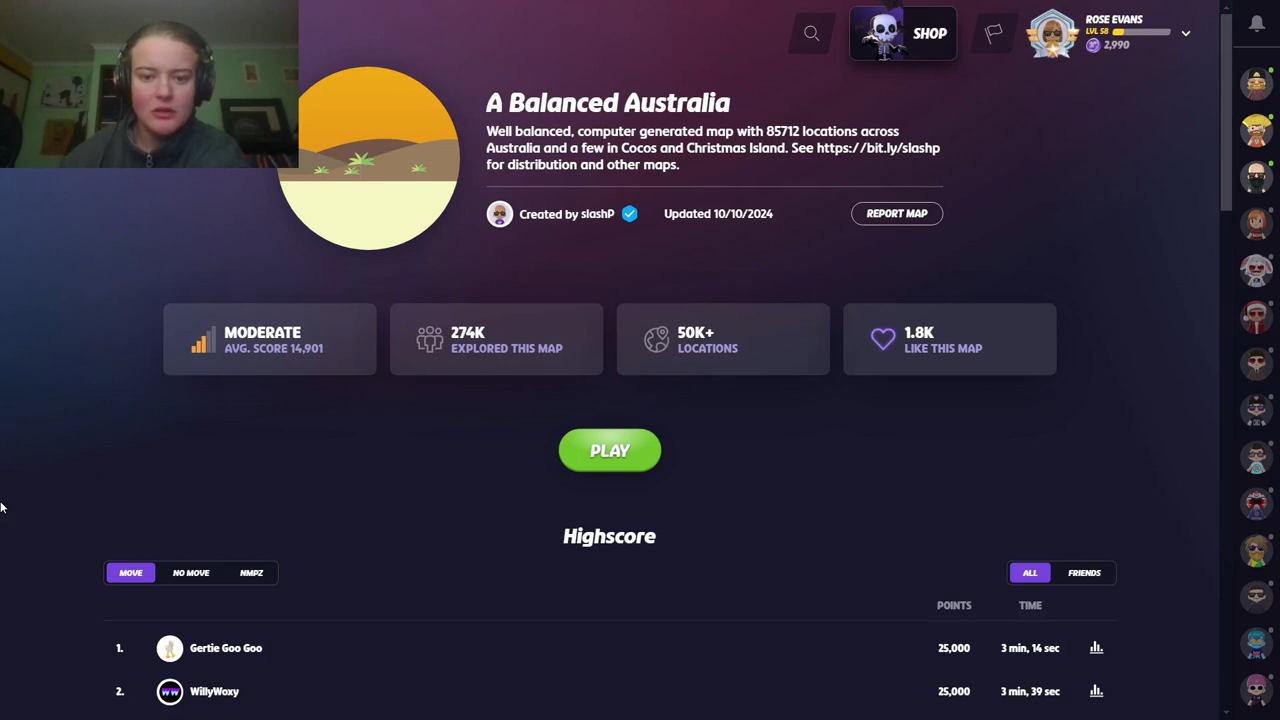 SHOP
ROSE EVANS
LVL 58
2,990
A Balanced Australia
Well balanced, computer generated map with 85712 locations across
Australia and a few in Cocos and Christmas Island. See https://bit.ly/slashp
for distribution and other maps.
Created by slashP
Updated 10/10/2024
REPORT MAP
MODERATE
AVG. SCORE 14,901
274K
EXPLORED THIS MAP
50K+
LOCATIONS
1.8K
LIKE THIS MAP
PLAY
Highscore
MOVE
NO MOVE
NMPZ
ALL
FRIENDS
POINTS
TIME
1.
Gertie Goo Goo
25,000
3 min, 14 sec
2.
WW
WillyWoxy
25,000
3 min, 39 sec